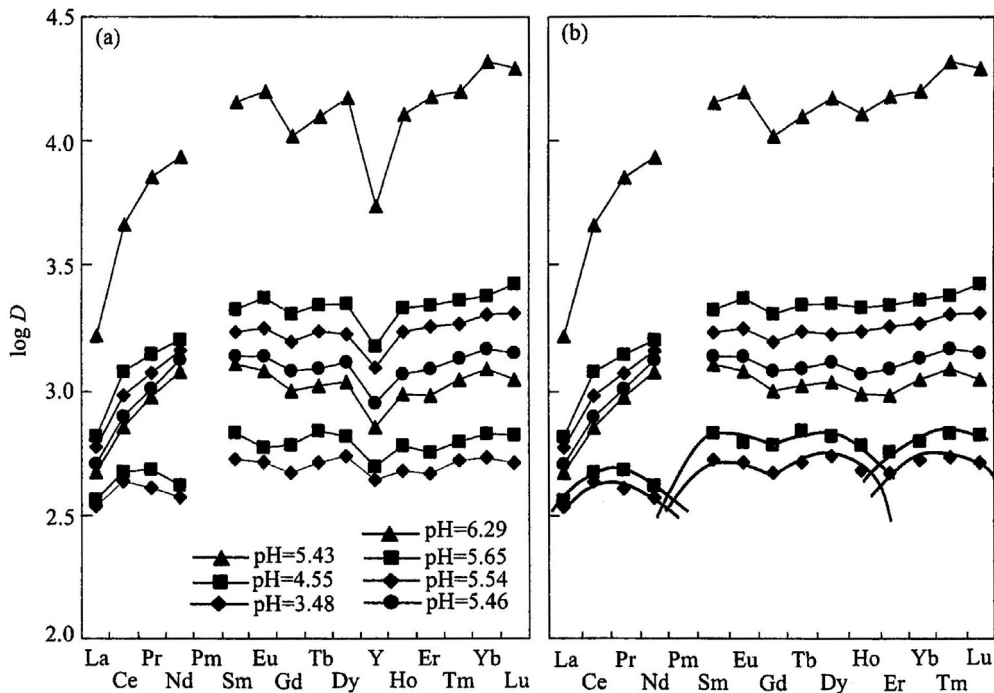 4.5
(a)
(b)
4.0
3.5
log D
3.0
2.5
2.0
pH=6.29
pH=5.43
pH=5.65
pH=4.55
pH=5.54
pH=3.48
pH=5.46
La Pr Pm Eu Tb Y Er Yb
Ce Nd Sm Gd Dy Ho Tm Lu
La Pr Pm Eu Tb Ho Yb Lu
Ce Nd Sm Gd Dy Er Tm